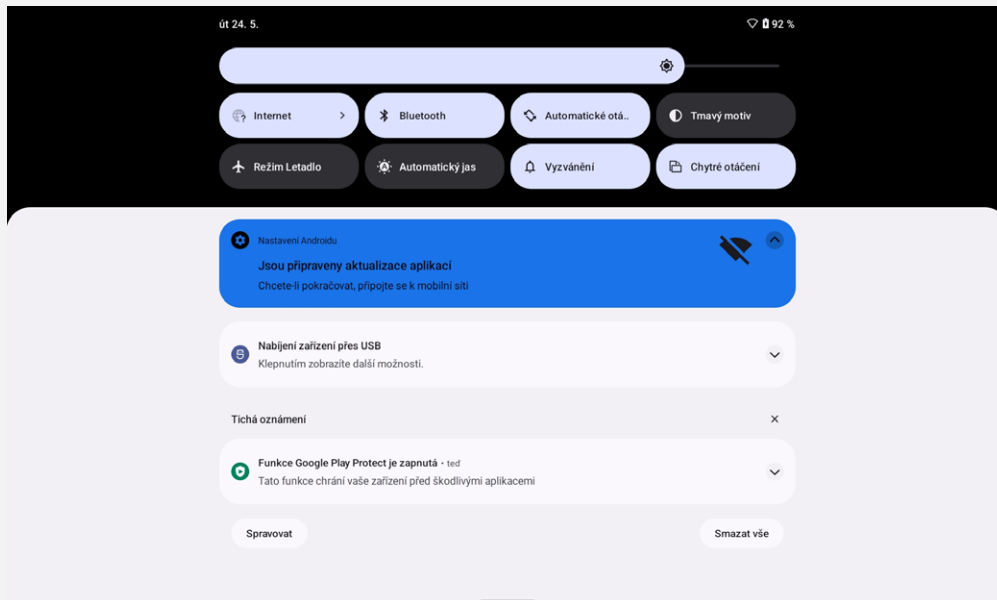 út 24. 5.
92 %
Internet
Bluetooth
Automatické otá..
Tmavý motiv
Režim Letadlo
Automatický jas
Vyzvánění
Chytré otáčení
Nastavení Androidu
Jsou připraveny aktualizace aplikací
Chcete-li pokračovat, připojte se k mobilní síti
Nabíjení zařízení přes USB
Klepnutím zobrazíte další možnosti.
Tichá oznámení
Funkce Google Play Protect je zapnutá · teď
Tato funkce chrání vaše zařízení před škodlivými aplikacemi
Spravovat
Smazat vše